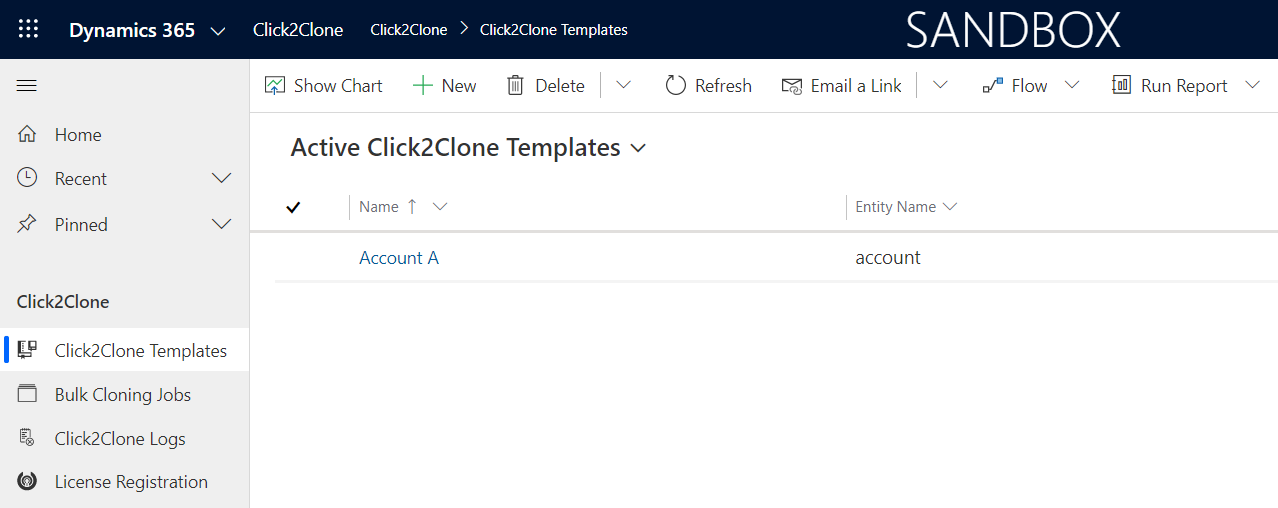 Dynamics 365 Click2Clone Click2Clone Click2Clone Templates SANDBOX
Show Chart New Delete Refresh Email a Link Flow Run Report
Home
Recent
Pinned
Click2Clone
Click2Clone Templates
Bulk Cloning Jobs
Click2Clone Logs
License Registration
Active Click2Clone Templates
Name Entity Name
Account A account